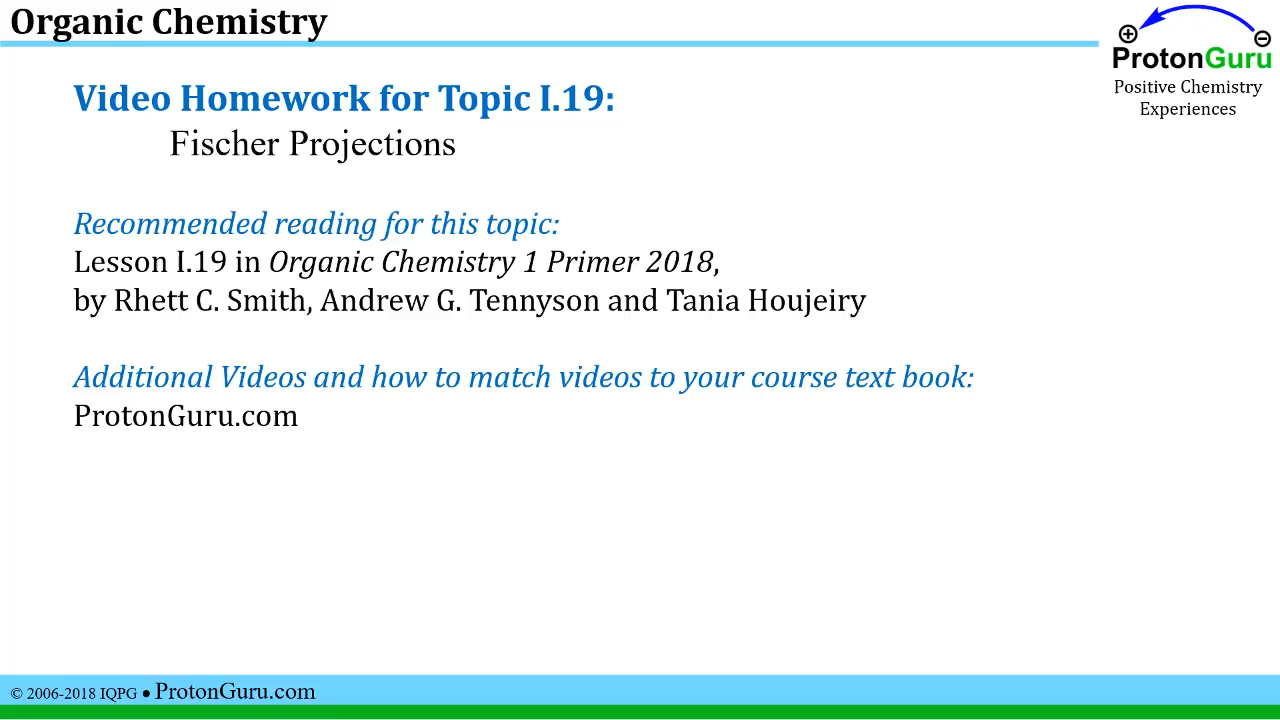 Organic Chemistry
ProtonGuru
Positive Chemistry
Experiences
Video Homework for Topic I.19:
Fischer Projections
Recommended reading for this topic:
Lesson I.19 in Organic Chemistry 1 Primer 2018,
by Rhett C. Smith, Andrew G. Tennyson and Tania Houjeiry
Additional Videos and how to match videos to your course text book:
ProtonGuru.com
© 2006-2018 IQPG ● ProtonGuru.com